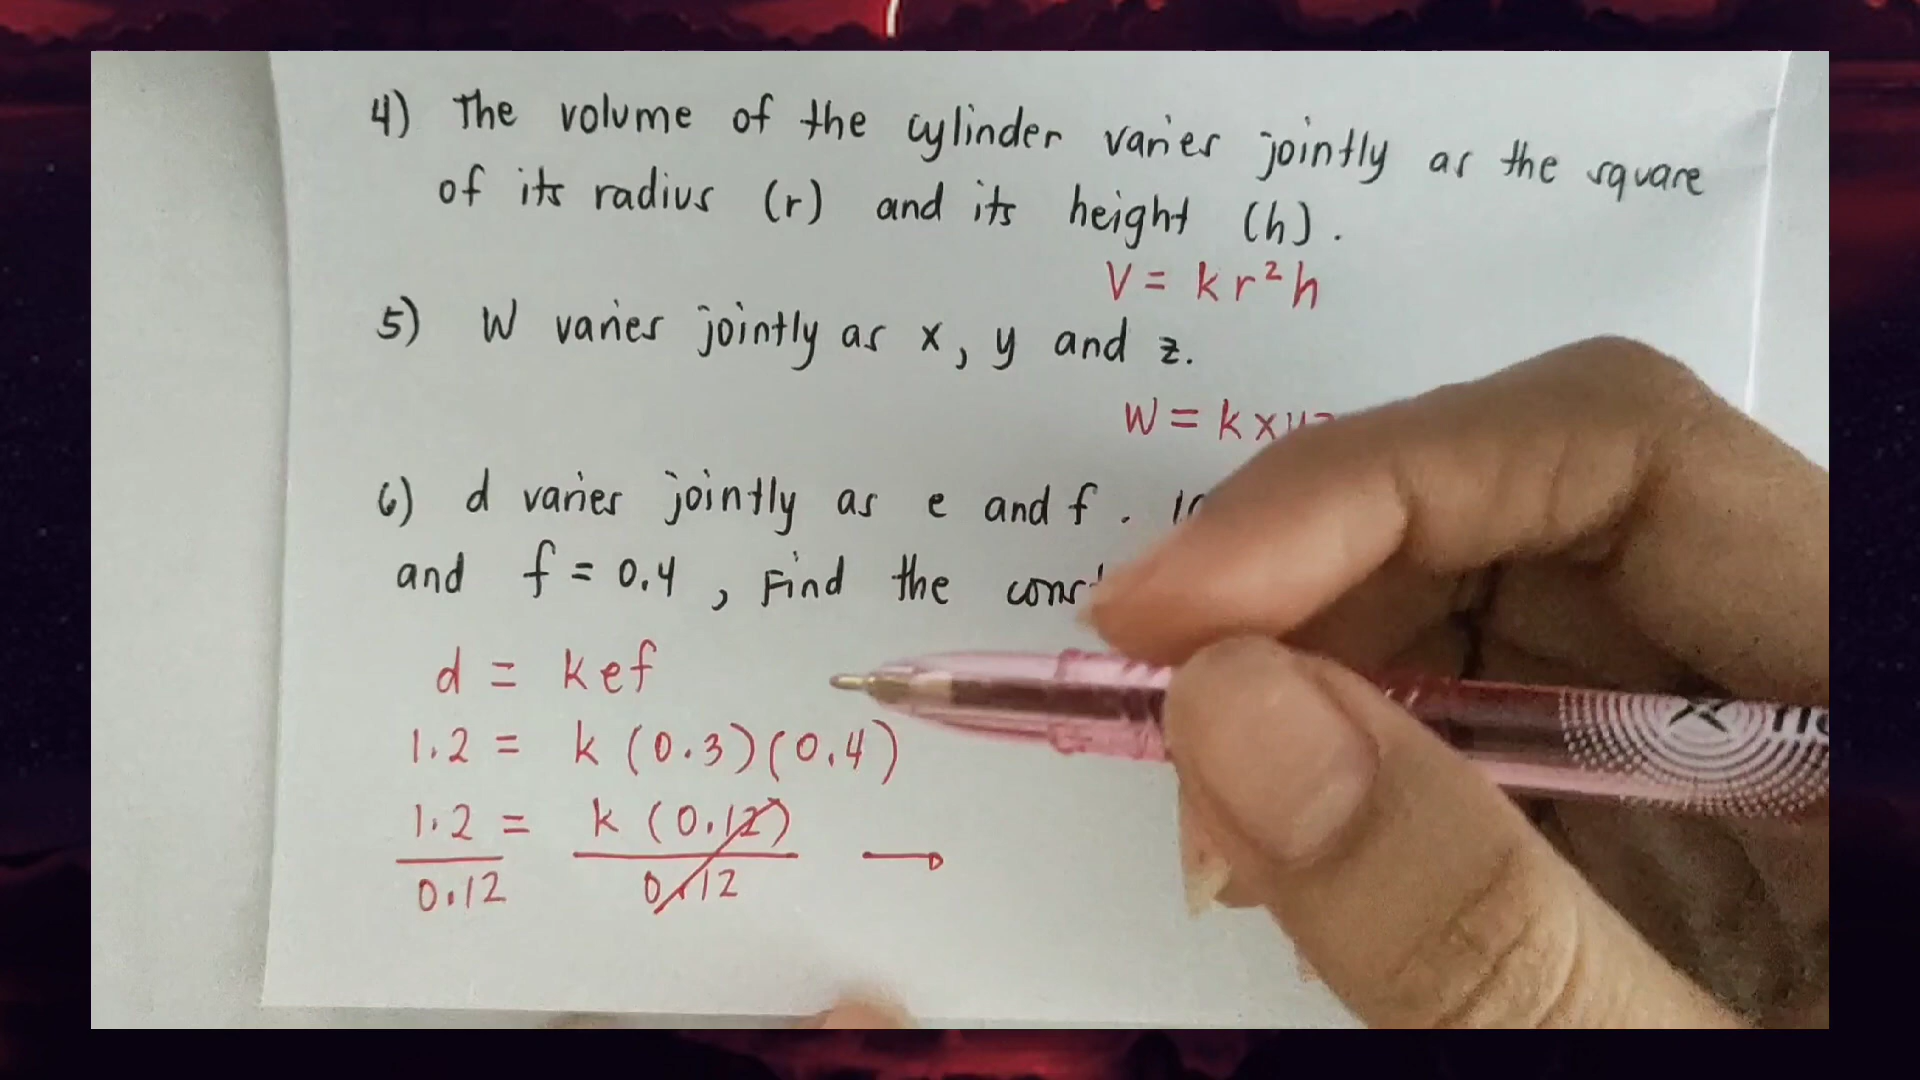 4) The volume of the cylinder varies jointly as the square
of its radius (r) and its height (h).
V = kr²h
5) W varies jointly as x, y and z.
W = kxyz
6) d varies jointly as e and f.
and f = 0.4, Find the
d = kef
1.2 = k (0.3)(0.4)
1.2 = k (0.12)
0.12 0.12